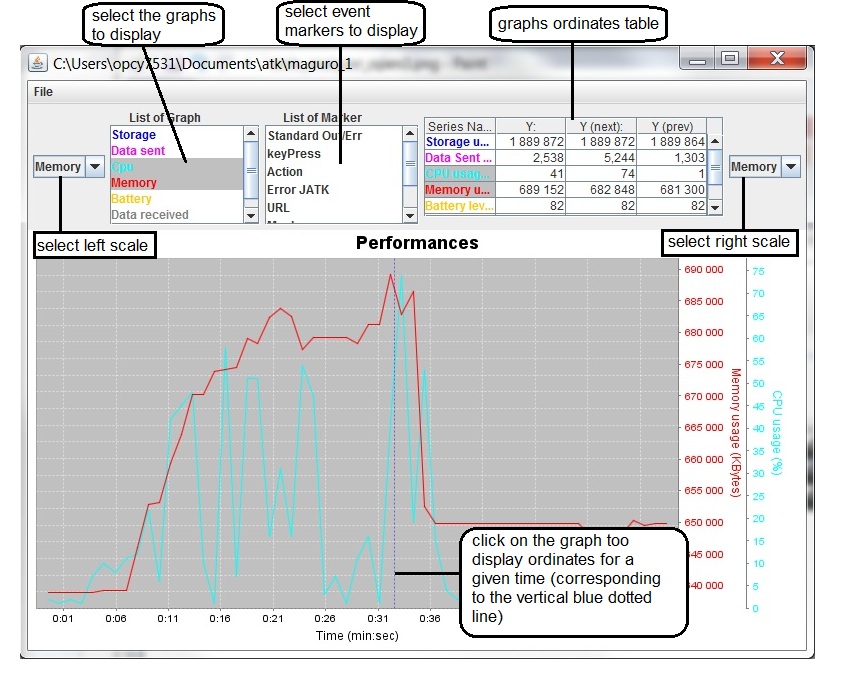 select the graphs
to display
select event
markers to display
graphs ordinates table
C:\Users\opcy7531\Documents\atk\maguro_1
File
List of Graph
List of Marker
Storage
Data sent
Cpu
Memory
Battery
Data received
Standard Out/Err
keyPress
Action
Error JATK
URL
Series Na... Y: Y (next): Y (prev)
Storage u... 1 889 872 1 889 872 1 889 864
Data Sent ... 2,538 5,244 1,303
CPU usag... 41 74 1
Memory u... 689 152 682 848 681 300
Battery lev... 82 82 82
Memory
Memory
select left scale
select right scale
Performances
690 000
685 000
680 000
675 000
670 000
665 000
660 000
655 000
650 000
645 000
640 000
Memory usage (KBytes)
75
70
65
60
55
50
45
40
35
30
25
20
15
10
5
0
CPU usage (%)
click on the graph too
display ordinates for a
given time (corresponding
to the vertical blue dotted
line)
0:01 0:06 0:11 0:16 0:21 0:26 0:31 0:36
Time (min:sec)